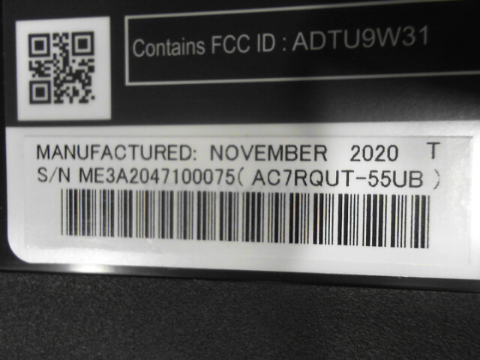 Contains FCC ID : ADTU9W31
MANUFACTURED: NOVEMBER 2020 T
S/N ME3A2047100075( AC7RQUT-55UB )